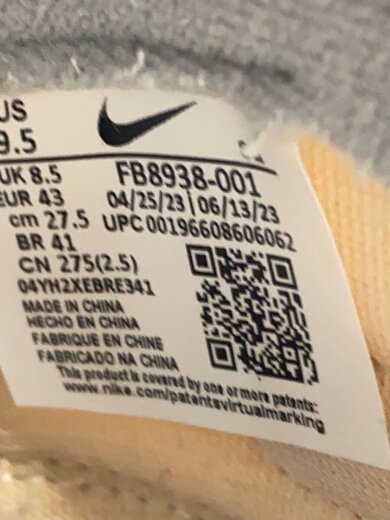 US
9.5
UK 8.5
EUR 43
cm 27.5
BR 41
CN 275(2.5)
FB8938-001
04/25/23 | 06/13/23
UPC 00196608606062
04YH2XEBRE341
MADE IN CHINA
HECHO EN CHINA
FABRIQUE EN CHINE
FABRICADO NA CHINA
This product is covered by one or more patents:
www.nike.com/patentsvirtualmarking